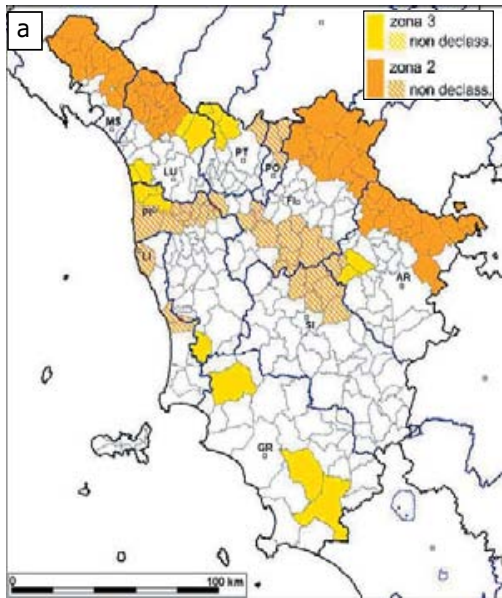 a
zona 3
non declass.
zona 2
non declass.
MS
LU
PT
PO
PI
FI
LI
AR
SI
GR
0 100 km